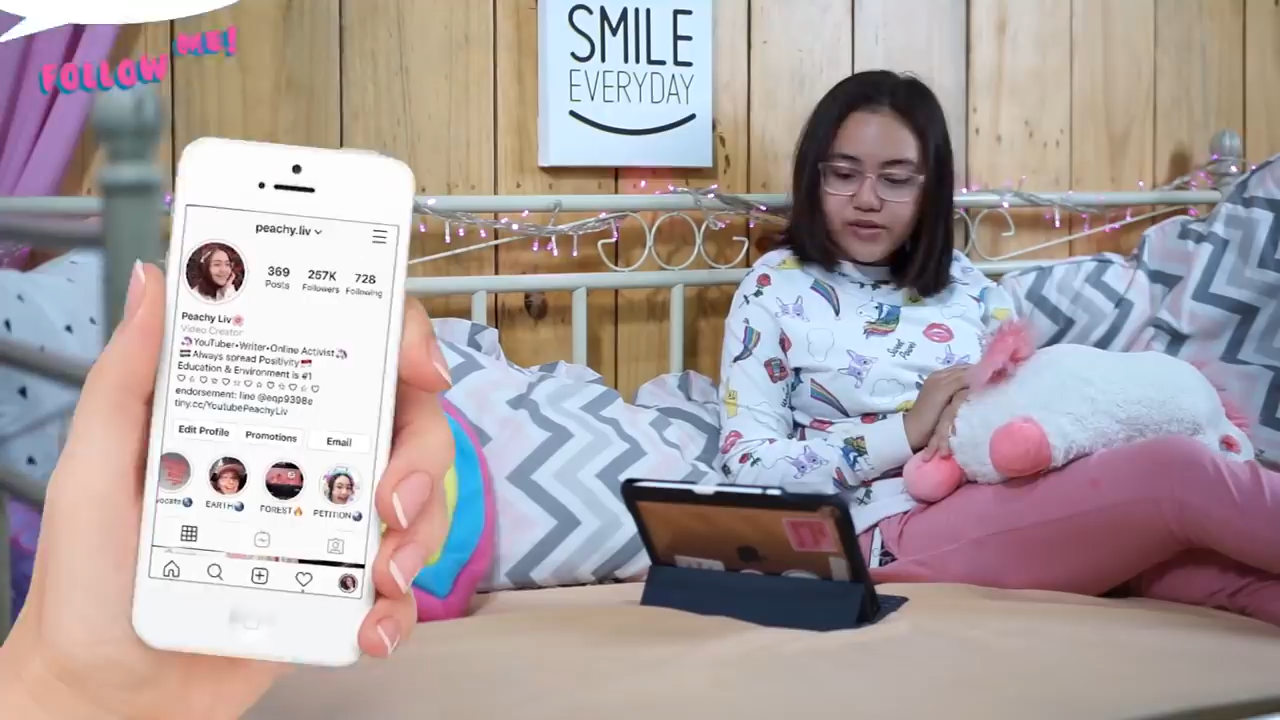 FOLLOW ME!
SMILE
EVERYDAY
peachy.liv
369 257K 728
Posts Followers Following
Peachy Liv
Video Creator
YouTuber•Writer•Online Activist
Always spread Positivity
Education & Environment is #1
endorsement: line @eqp9398e
tiny.cc/YoutubePeachyLiv
Edit Profile Promotions Email
EARTH FOREST PETITION